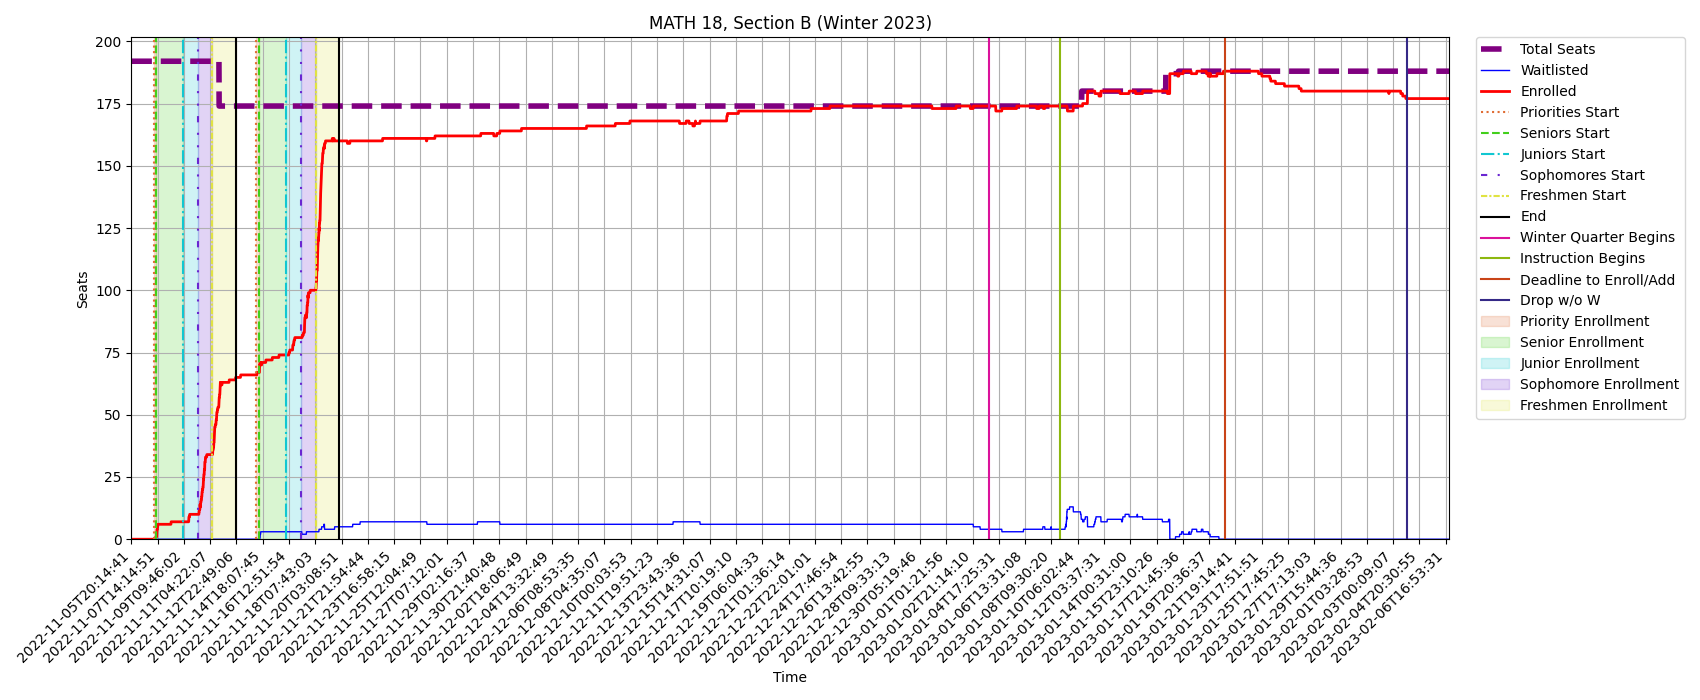 MATH 18, Section B (Winter 2023)
Seats
200
175
150
125
100
75
50
25
0
2022-11-05T20:14:41
2022-11-07T14:14:51
2022-11-09T09:46:02
2022-11-11T04:22:07
2022-11-12T22:49:06
2022-11-14T18:07:45
2022-11-16T12:51:54
2022-11-18T07:43:03
2022-11-20T03:08:51
2022-11-21T21:54:44
2022-11-23T16:58:15
2022-11-25T12:04:49
2022-11-27T07:12:01
2022-11-29T02:16:37
2022-11-30T21:40:48
2022-12-02T18:06:49
2022-12-04T13:32:49
2022-12-06T08:53:35
2022-12-08T04:35:07
2022-12-10T00:03:53
2022-12-11T19:51:23
2022-12-13T23:43:36
2022-12-15T14:31:07
2022-12-17T10:19:10
2022-12-19T06:04:33
2022-12-21T01:36:14
2022-12-22T22:01:01
2022-12-24T17:46:54
2022-12-26T13:42:55
2022-12-28T09:33:13
2022-12-30T05:19:46
2023-01-01T01:21:56
2023-01-02T21:14:10
2023-01-04T17:25:31
2023-01-06T13:31:08
2023-01-08T09:30:20
2023-01-10T06:02:44
2023-01-12T03:37:31
2023-01-14T00:31:00
2023-01-15T23:10:26
2023-01-17T21:45:36
2023-01-19T20:36:37
2023-01-21T19:14:41
2023-01-23T17:51:51
2023-01-25T17:45:25
2023-01-27T17:13:03
2023-01-29T15:44:36
2023-02-01T03:28:53
2023-02-03T00:09:07
2023-02-04T20:30:55
2023-02-06T16:53:31
Time
Total Seats
Waitlisted
Enrolled
Priorities Start
Seniors Start
Juniors Start
Sophomores Start
Freshmen Start
End
Winter Quarter Begins
Instruction Begins
Deadline to Enroll/Add
Drop w/o W
Priority Enrollment
Senior Enrollment
Junior Enrollment
Sophomore Enrollment
Freshmen Enrollment